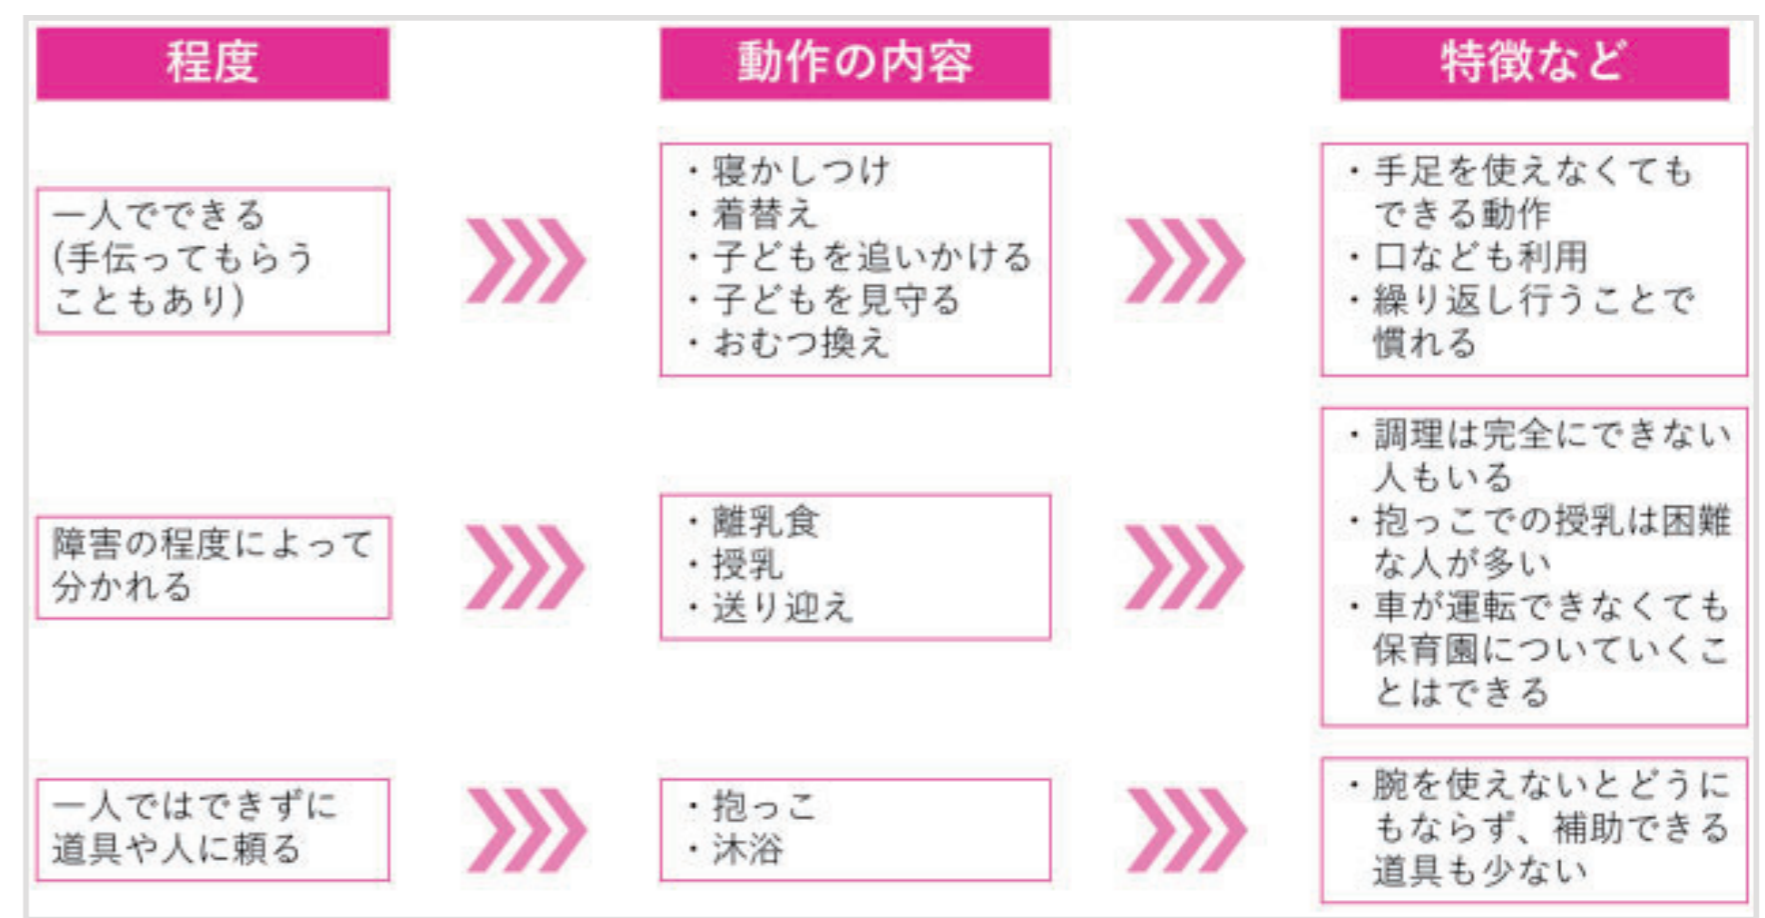 程度
動作の内容
特徴など
一人でできる
(手伝ってもらう
こともあり)
・寝かしつけ
・着替え
・子どもを追いかける
・子どもを見守る
・おむつ換え
・手足を使えなくても
できる動作
・口なども利用
・繰り返し行うことで
慣れる
障害の程度によって
分かれる
・離乳食
・授乳
・送り迎え
・調理は完全にできない
人もいる
・抱っこでの授乳は困難
な人が多い
・車が運転できなくても
保育園についていくこ
とはできる
一人ではできずに
道具や人に頼る
・抱っこ
・沐浴
・腕を使えないとどうに
もならず、補助できる
道具も少ない